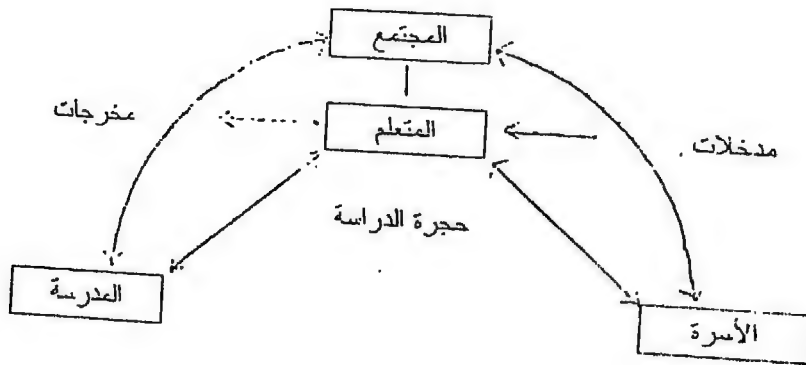 المجتمع
مخرجات
المتعلم
مدخلات
حجرة الدراسة
المدرسة
الأسرة